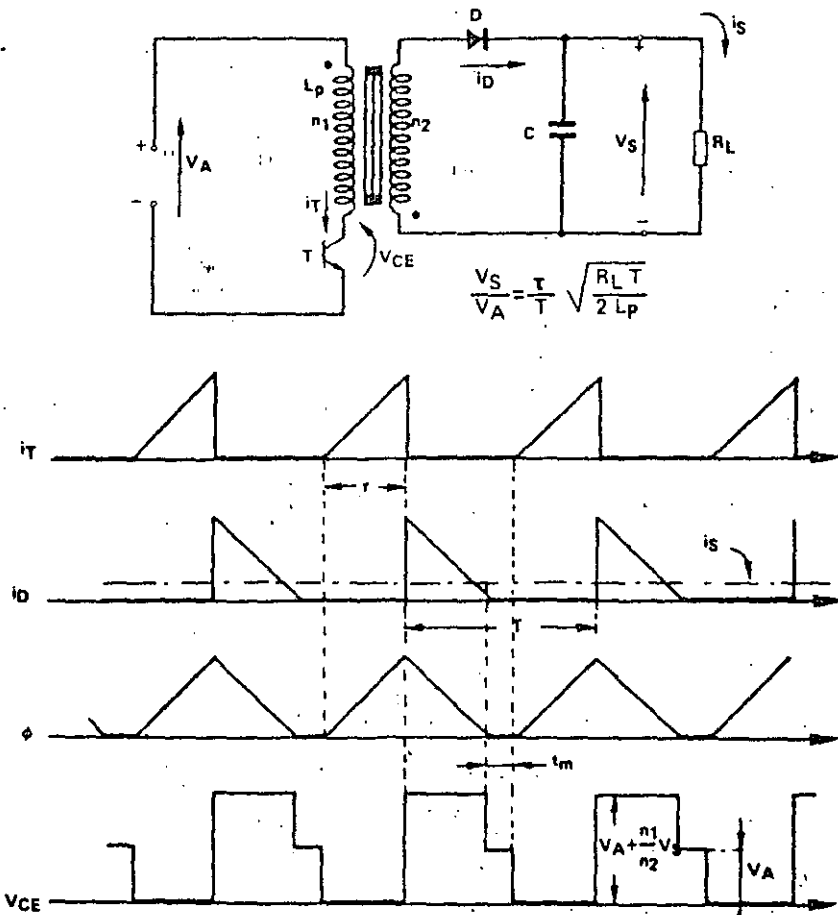 D
iS
Lp
n1
n2
iD
+
VA
-
C
VS
RL
iT
T
VCE
+
-
VS/VA = τ/T √(RL T / 2 Lp)
iT
τ
iS
iD
T
φ
tm
VA + n1/n2 VS
VA
VCE